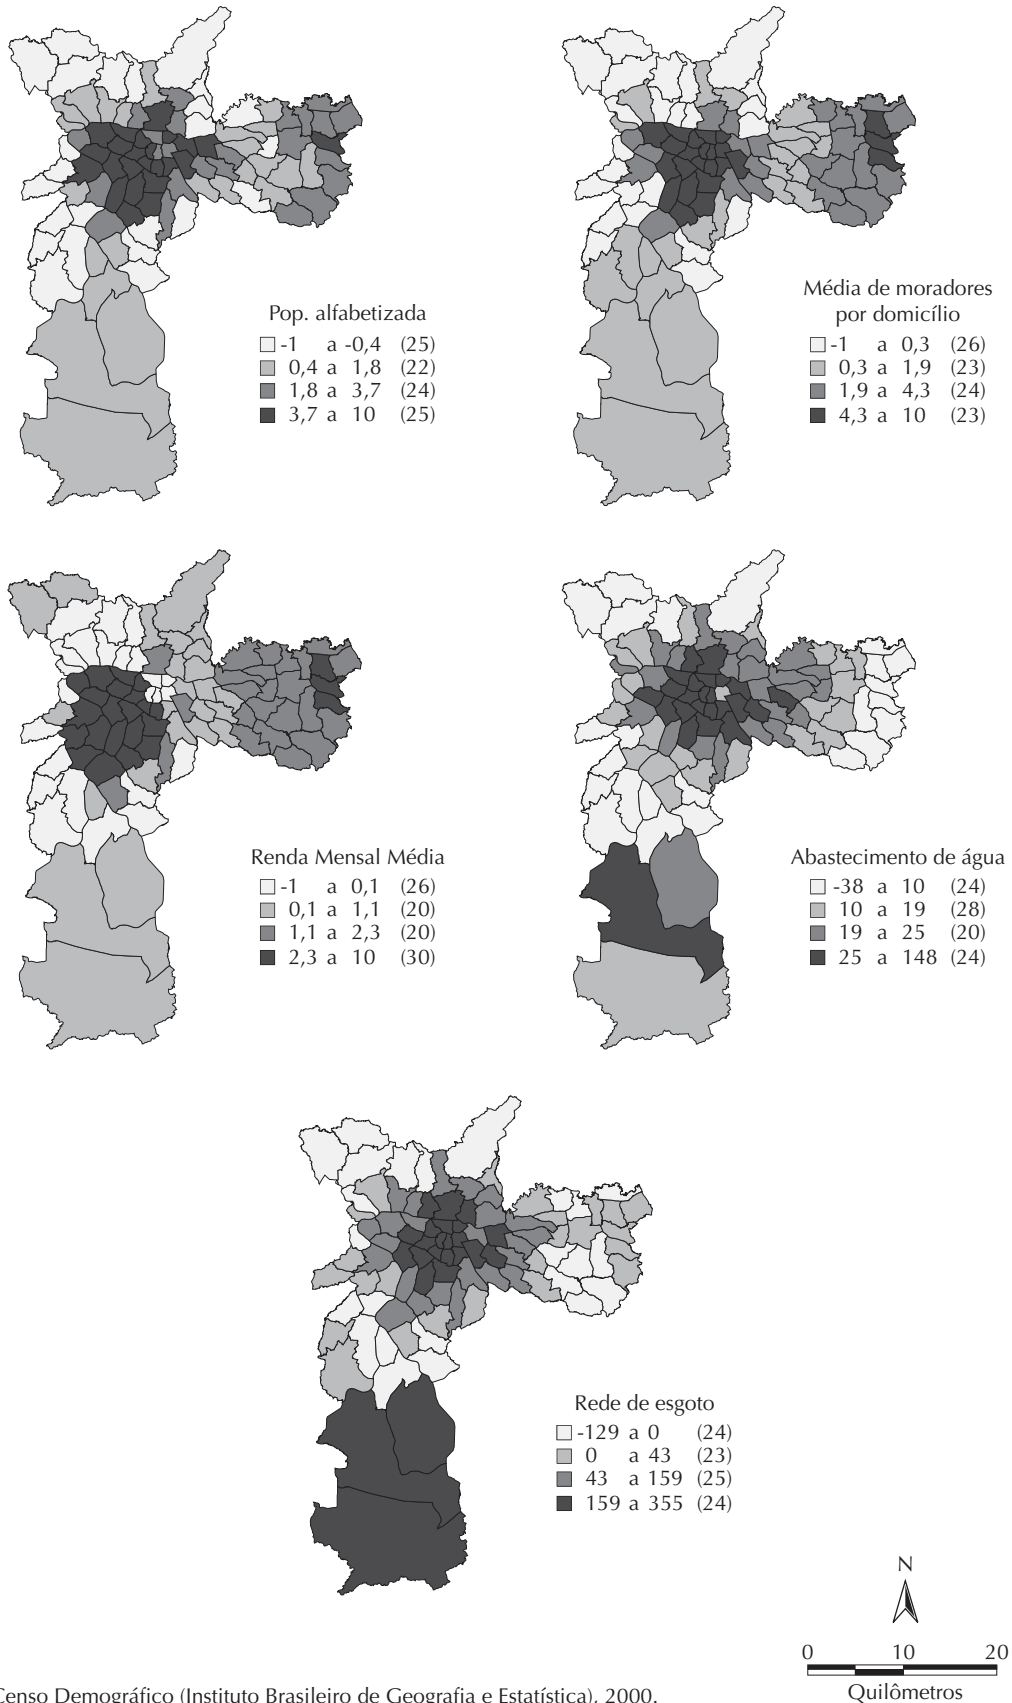 Pop. alfabetizada
-1 a -0,4 (25)
0,4 a 1,8 (22)
1,8 a 3,7 (24)
3,7 a 10 (25)
Média de moradores
por domicílio
-1 a 0,3 (26)
0,3 a 1,9 (23)
1,9 a 4,3 (24)
4,3 a 10 (23)
Renda Mensal Média
-1 a 0,1 (26)
0,1 a 1,1 (20)
1,1 a 2,3 (20)
2,3 a 10 (30)
Abastecimento de água
-38 a 10 (24)
10 a 19 (28)
19 a 25 (20)
25 a 148 (24)
Rede de esgoto
-129 a 0 (24)
0 a 43 (23)
43 a 159 (25)
159 a 355 (24)
N
0 10 20
Quilômetros
Censo Demográfico (Instituto Brasileiro de Geografia e Estatística), 2000.